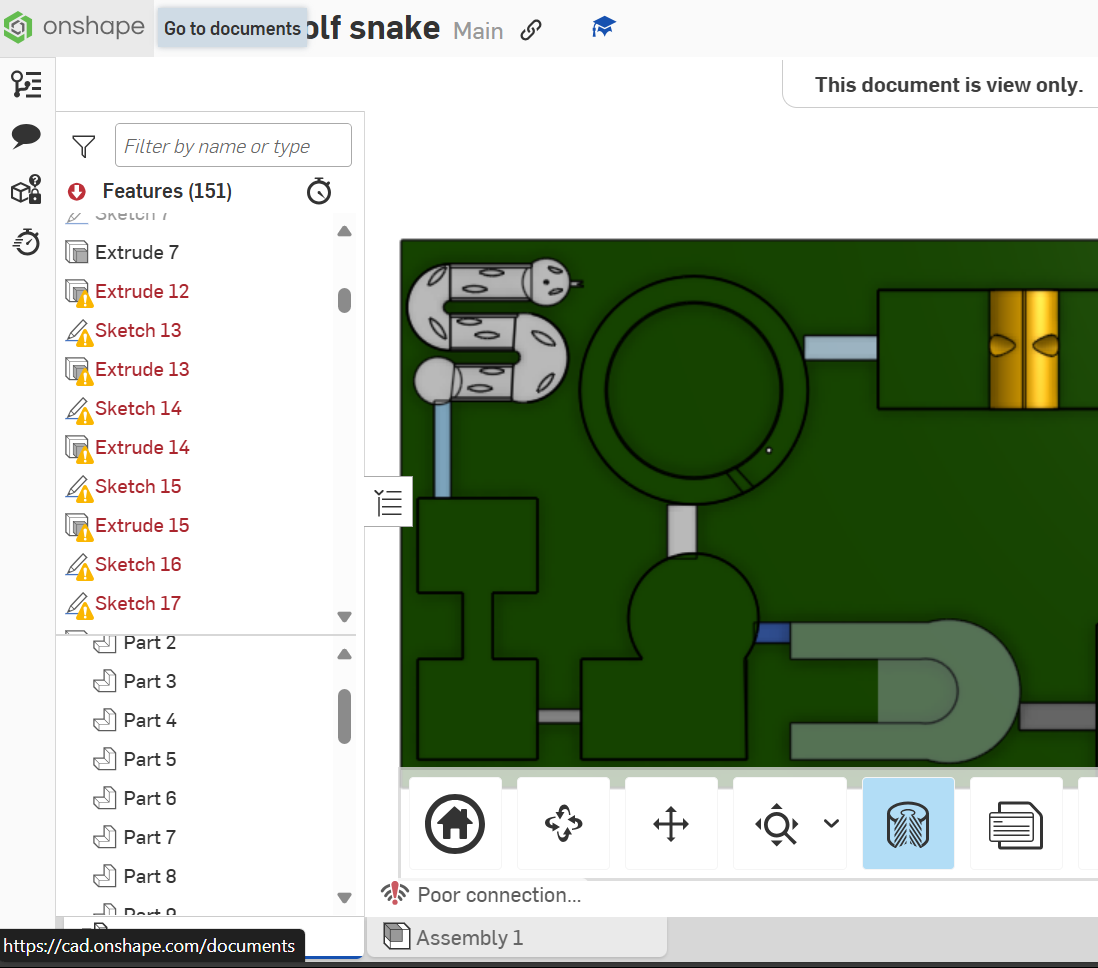 onshape
Go to documents
olf snake
Main
This document is view only.
Filter by name or type
Features (151)
Sketch 7
Extrude 7
Extrude 12
Sketch 13
Extrude 13
Sketch 14
Extrude 14
Sketch 15
Extrude 15
Sketch 16
Sketch 17
Part 2
Part 3
Part 4
Part 5
Part 6
Part 7
Part 8
Part 9
Poor connection...
https://cad.onshape.com/documents
Assembly 1